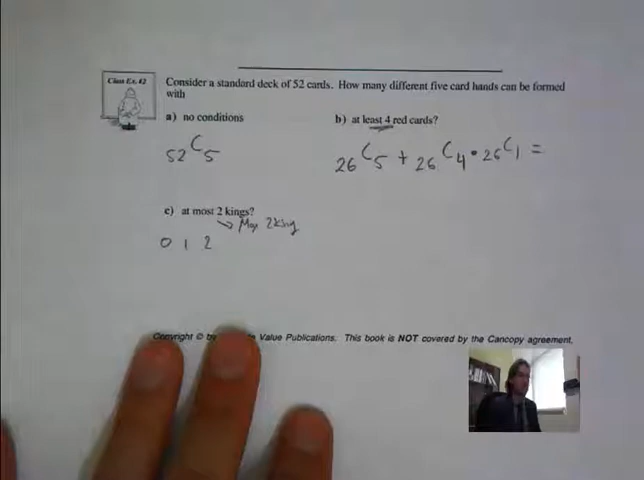 Class Ex. #2
Consider a standard deck of 52 cards. How many different five card hands can be formed
with
a) no conditions
b) at least 4 red cards?
52C5
26C5 + 26C4 • 26C1 =
c) at most 2 kings?
→ Max 2 king
0 1 2
Copyright © by Value Publications. This book is NOT covered by the Cancopy agreement.